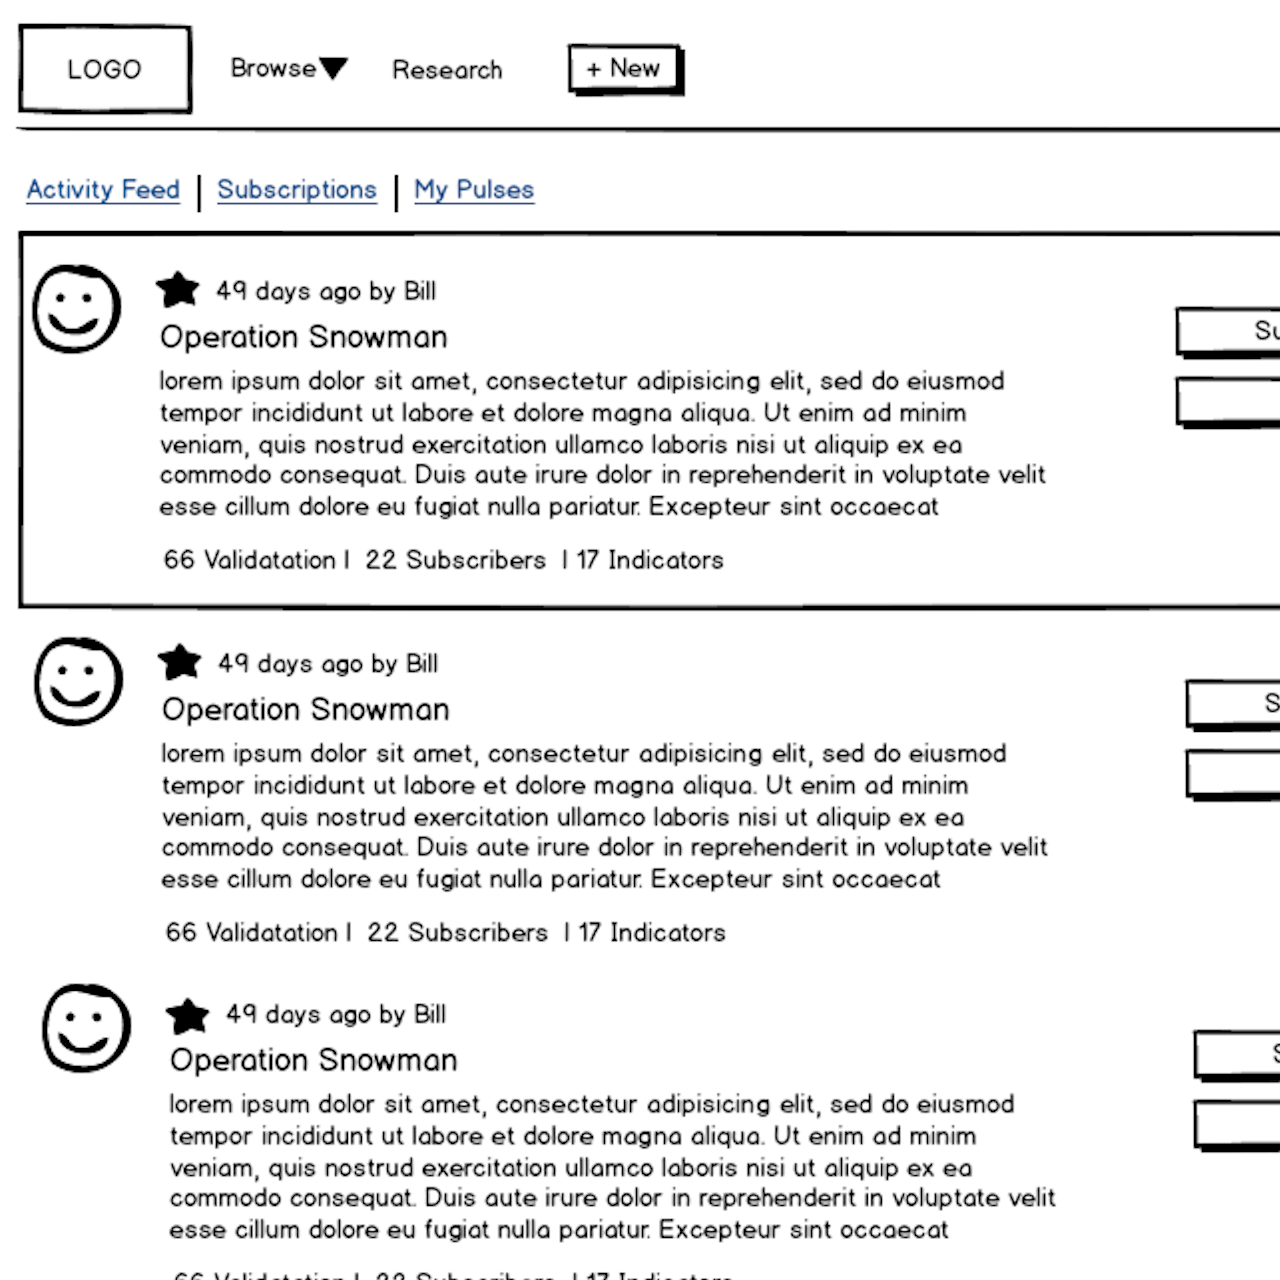 LOGO
Browse
Research
+ New
Activity Feed
Subscriptions
My Pulses
49 days ago by Bill
Operation Snowman
lorem ipsum dolor sit amet, consectetur adipisicing elit, sed do eiusmod
tempor incididunt ut labore et dolore magna aliqua. Ut enim ad minim
veniam, quis nostrud exercitation ullamco laboris nisi ut aliquip ex ea
commodo consequat. Duis aute irure dolor in reprehenderit in voluptate velit
esse cillum dolore eu fugiat nulla pariatur. Excepteur sint occaecat
66 Validatation | 22 Subscribers | 17 Indicators
49 days ago by Bill
Operation Snowman
lorem ipsum dolor sit amet, consectetur adipisicing elit, sed do eiusmod
tempor incididunt ut labore et dolore magna aliqua. Ut enim ad minim
veniam, quis nostrud exercitation ullamco laboris nisi ut aliquip ex ea
commodo consequat. Duis aute irure dolor in reprehenderit in voluptate velit
esse cillum dolore eu fugiat nulla pariatur. Excepteur sint occaecat
66 Validatation | 22 Subscribers | 17 Indicators
49 days ago by Bill
Operation Snowman
lorem ipsum dolor sit amet, consectetur adipisicing elit, sed do eiusmod
tempor incididunt ut labore et dolore magna aliqua. Ut enim ad minim
veniam, quis nostrud exercitation ullamco laboris nisi ut aliquip ex ea
commodo consequat. Duis aute irure dolor in reprehenderit in voluptate velit
esse cillum dolore eu fugiat nulla pariatur. Excepteur sint occaecat